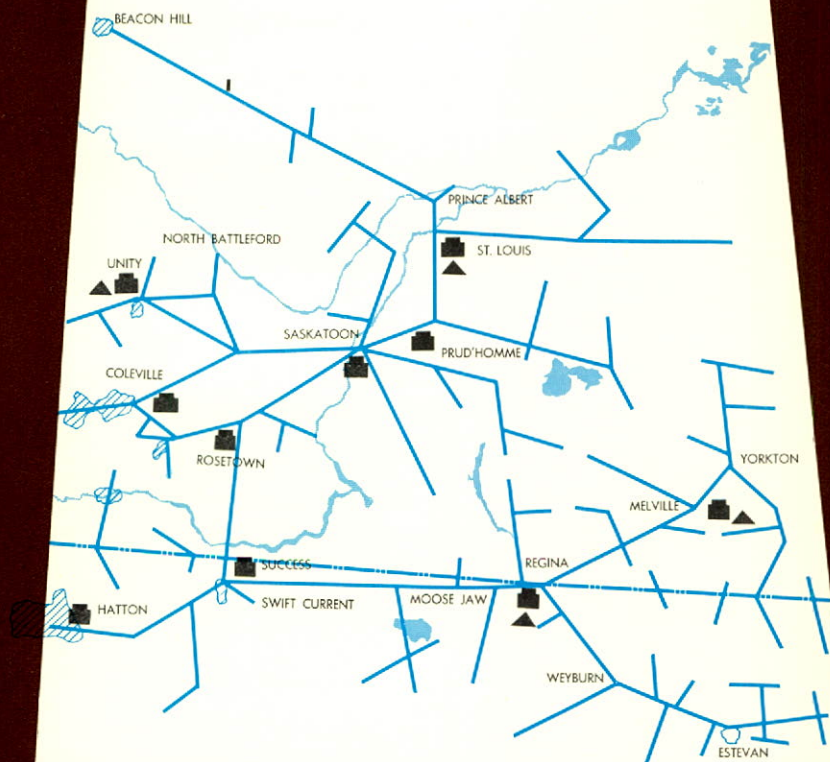 BEACON HILL
PRINCE ALBERT
NORTH BATTLEFORD
ST. LOUIS
UNITY
SASKATOON
PRUD'HOMME
COLEVILLE
ROSETOWN
YORKTON
MELVILLE
SUCCESS
REGINA
HATTON
SWIFT CURRENT
MOOSE JAW
WEYBURN
ESTEVAN